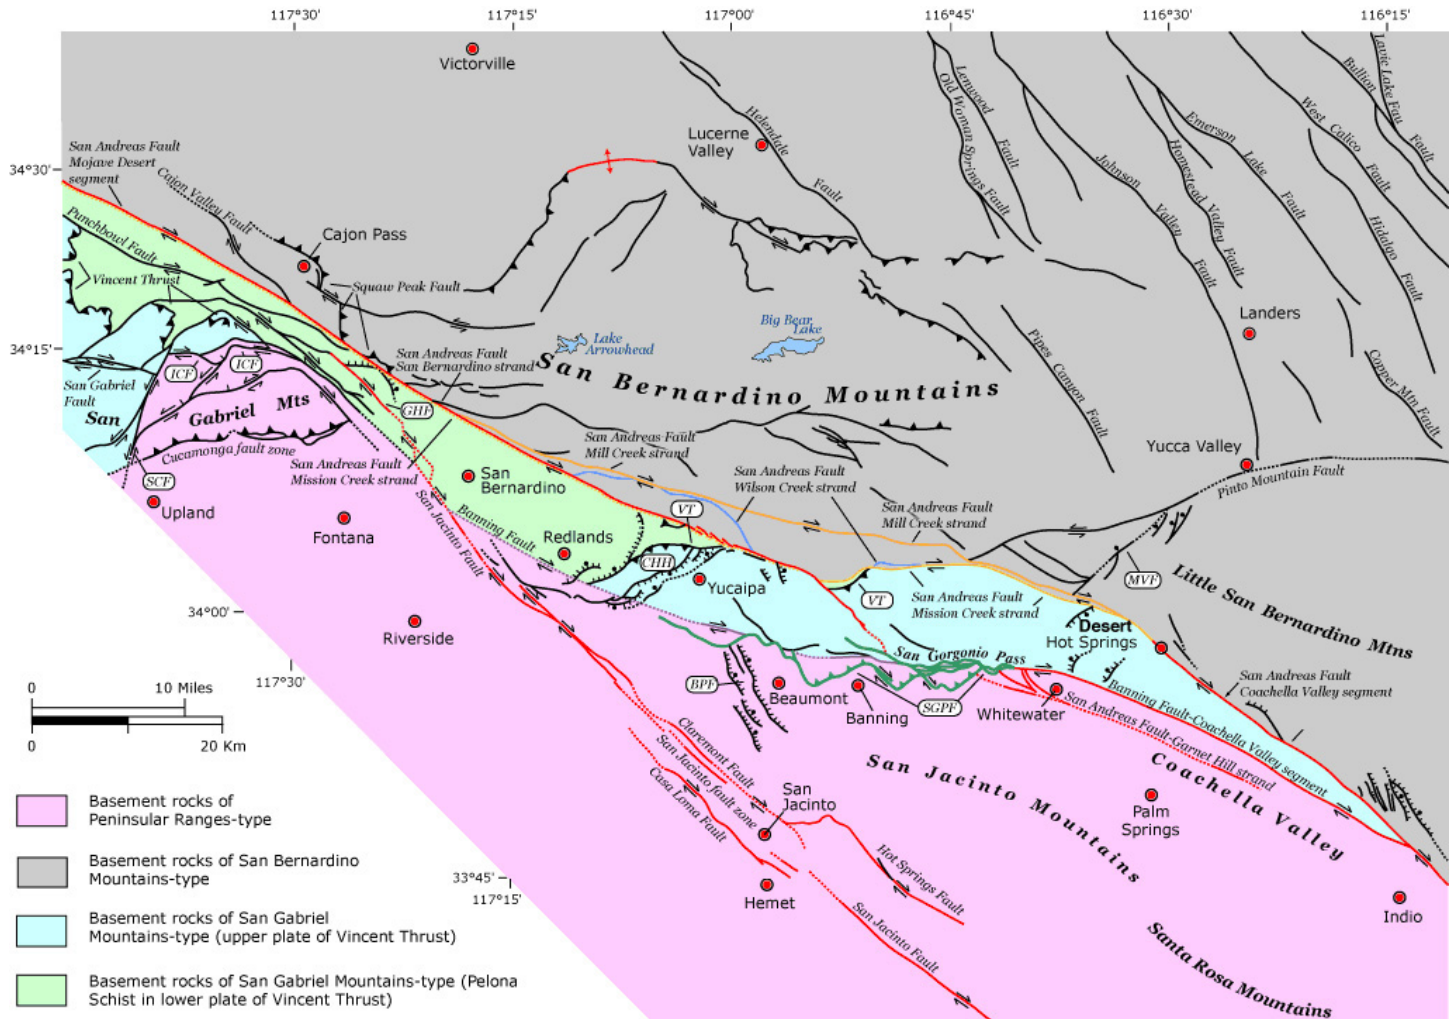 117°30'
117°15'
117°00'
116°45'
116°30'
116°15'
Victorville
Lucerne
Valley
Helendale
Fault
Old Woman Springs Fault
Lenwood
Fault
Johnson
Valley
Fault
Homestead
Valley Fault
Emerson
Lake
Fault
West
Calico
Fault
Hidalgo
Fault
Bullion
Fault
Lavic Lake Fau
34°30'
San Andreas Fault
Mojave Desert
segment
Cajon Valley Fault
Cajon Pass
Punchbowl Fault
Vincent Thrust
Squaw Peak Fault
Landers
Big Bear
Lake
Lake
Arrowhead
34°15'
San Andreas Fault
San Bernardino strand
San Bernardino Mountains
Pipes
Canyon
Fault
Copper Mtn Fault
ICF
ICF
San Gabriel
Fault
San
Gabriel Mts
GHF
Cucamonga fault zone
San Andreas Fault
Mission Creek strand
San Andreas Fault
Mill Creek strand
San Andreas Fault
Wilson Creek strand
Yucca Valley
Pinto Mountain Fault
SCF
Upland
San
Bernardino
Fontana
San Jacinto Fault
Banning Fault
Redlands
VT
San Andreas Fault
Mill Creek strand
CHH
Yucaipa
VT
San Andreas Fault
Mission Creek strand
MVF
Little San Bernardino Mtns
34°00'
Riverside
Desert
Hot Springs
San Gorgonio Pass
117°30'
BPF
Beaumont
Banning
SGPF
Whitewater
San Andreas Fault
Coachella Valley segment
Banning Fault-Coachella Valley segment
San Andreas Fault-Garnet Hill strand
0
10 Miles
0
20 Km
Claremont Fault
San Jacinto fault zone
Casa Loma Fault
San
Jacinto
San Jacinto Mountains
Coachella Valley
Palm
Springs
Hot Springs Fault
33°45'
117°15'
Hemet
San Jacinto Fault
Indio
Santa Rosa Mountains
Basement rocks of
Peninsular Ranges-type
Basement rocks of San Bernardino
Mountains-type
Basement rocks of San Gabriel
Mountains-type (upper plate of Vincent Thrust)
Basement rocks of San Gabriel Mountains-type (Pelona
Schist in lower plate of Vincent Thrust)